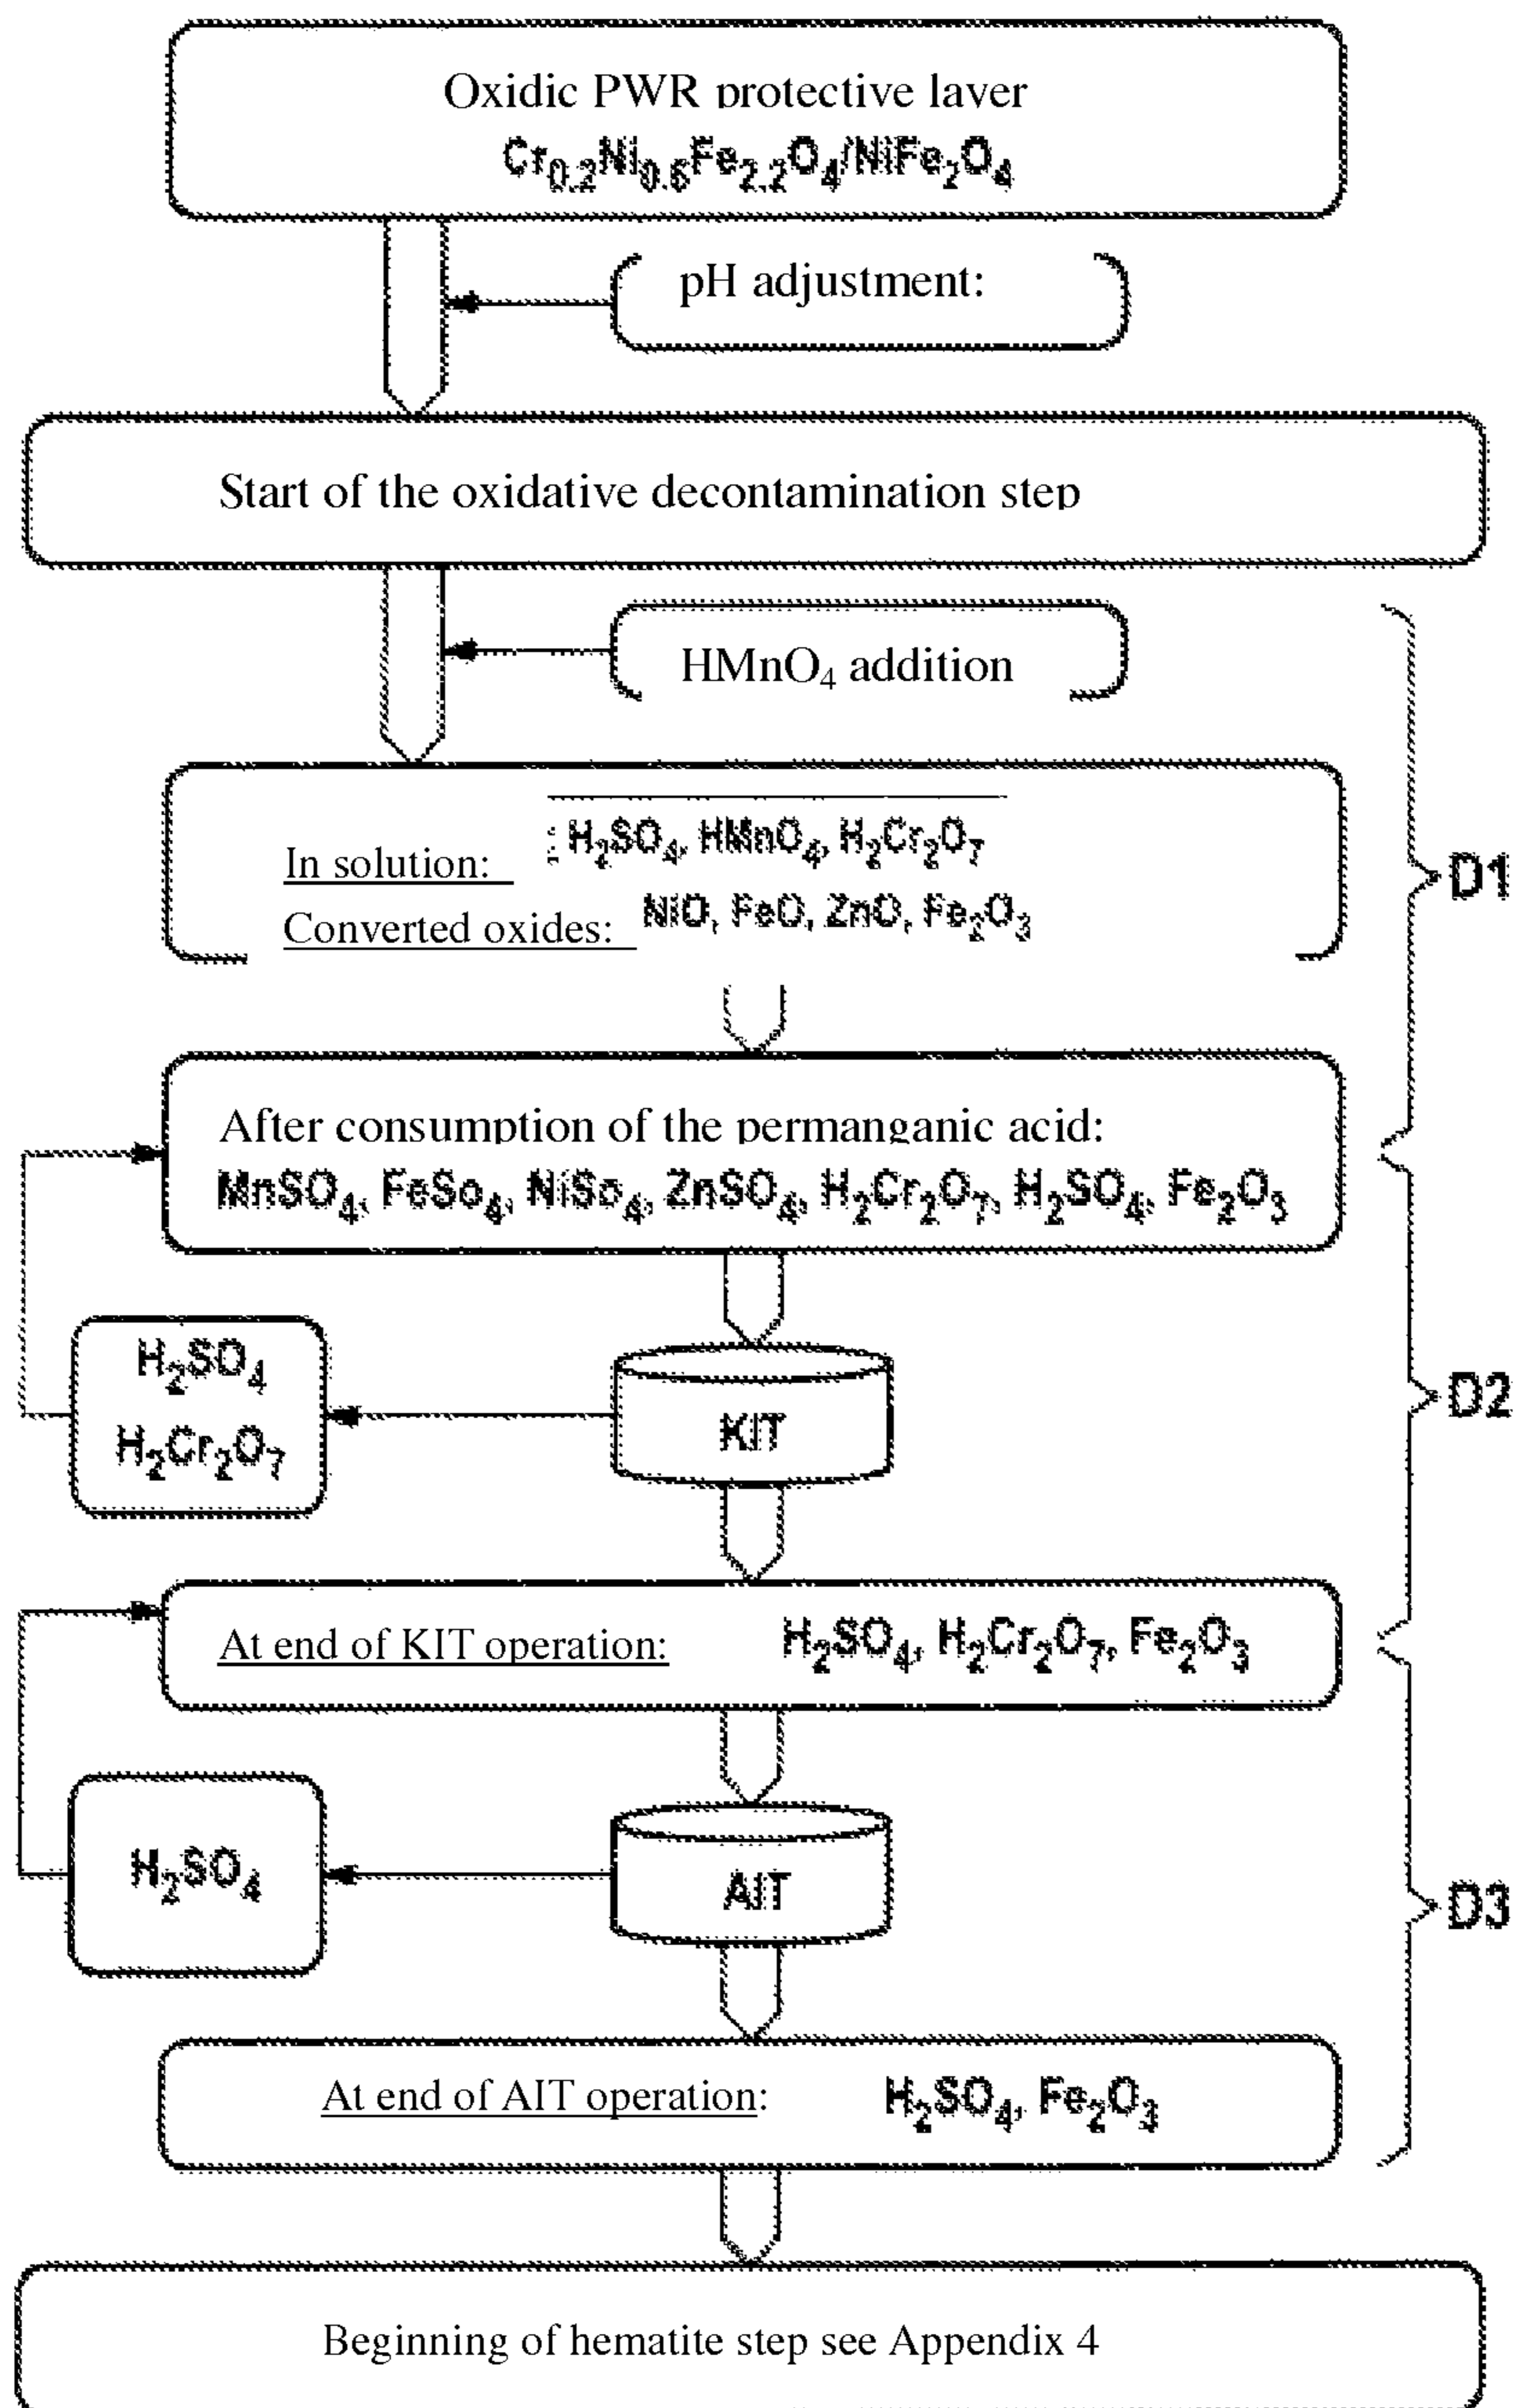 Oxidic PWR protective laver
Cr₀.₂Ni₀.₆Fe₂.₂O₄/NiFe₂O₄
pH adjustment:
Start of the oxidative decontamination step
HMnO₄ addition
In solution: : H₂SO₄, HMnO₄, H₂Cr₂O₇
Converted oxides: NiO, FeO, ZnO, Fe₂O₃
D1
After consumption of the permanganic acid:
MnSO₄, FeSo₄, NiSo₄, ZnSO₄, H₂Cr₂O₇, H₂SO₄, Fe₂O₃
H₂SO₄
H₂Cr₂O₇
KIT
D2
At end of KIT operation: H₂SO₄, H₂Cr₂O₇, Fe₂O₃
H₂SO₄
AIT
D3
At end of AIT operation: H₂SO₄, Fe₂O₃
Beginning of hematite step see Appendix 4